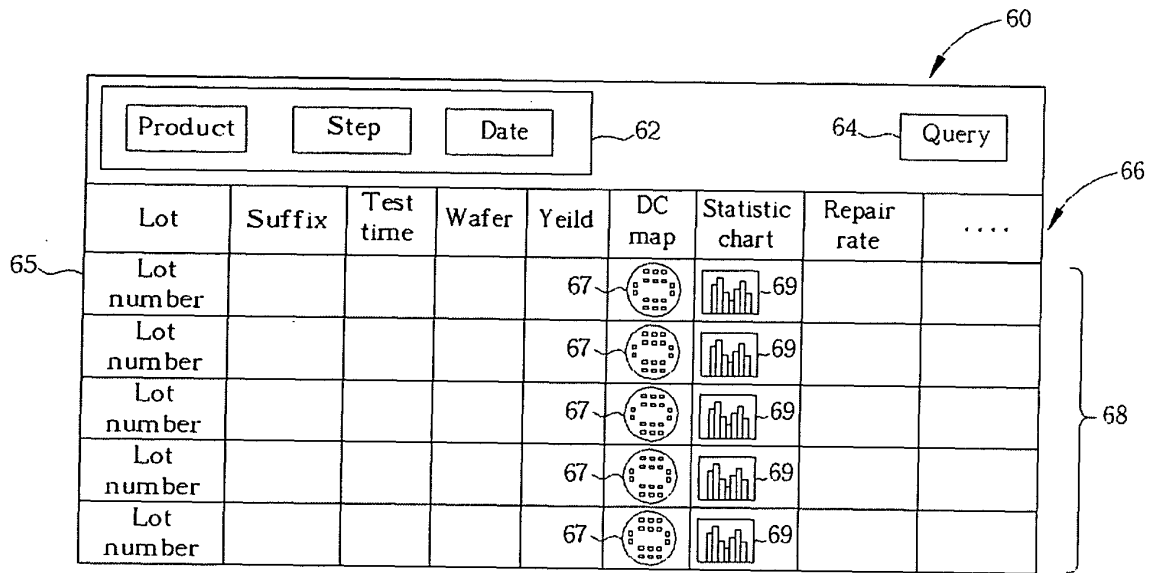 60
Product Step Date 62 64 Query
66
Lot Suffix Test time Wafer Yeild DC map Statistic chart Repair rate ....
65 Lot number 67 69
Lot number 67 69
Lot number 67 69 68
Lot number 67 69
Lot number 67 69